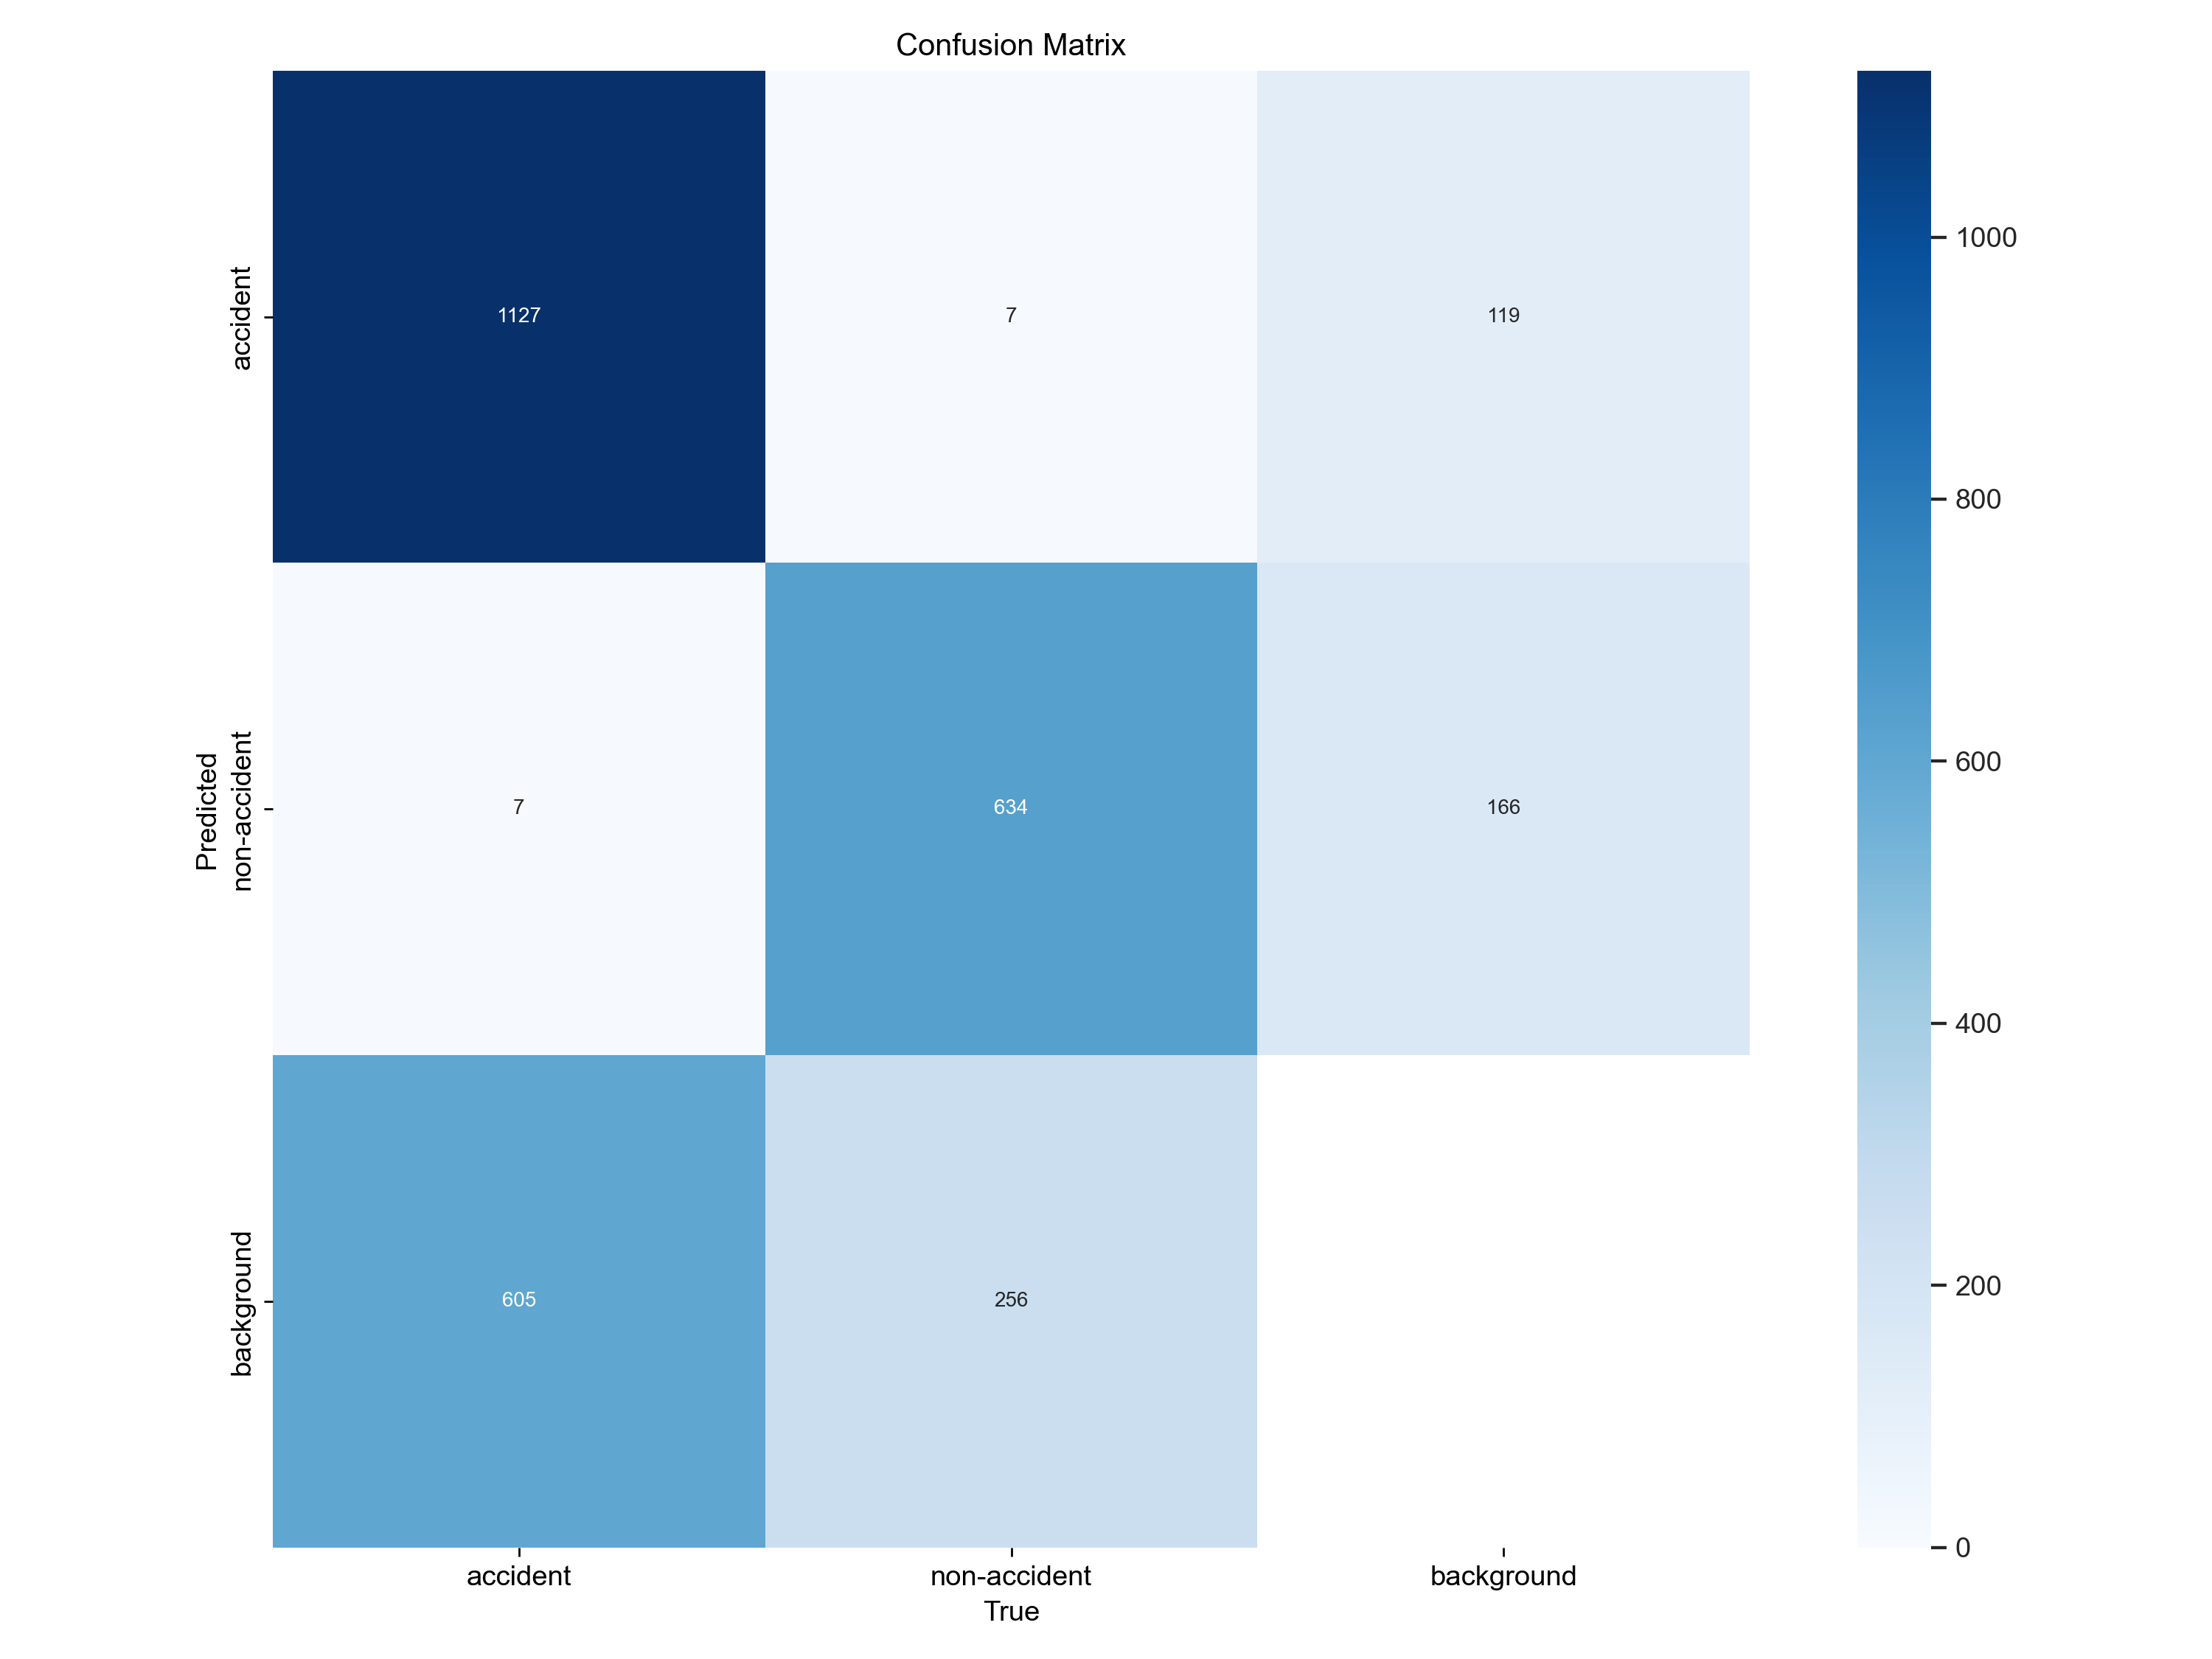 Confusion Matrix
accident
1127
7
119
1000
800
Predicted
non-accident
7
634
166
600
400
background
605
256
200
0
accident
non-accident
background
True